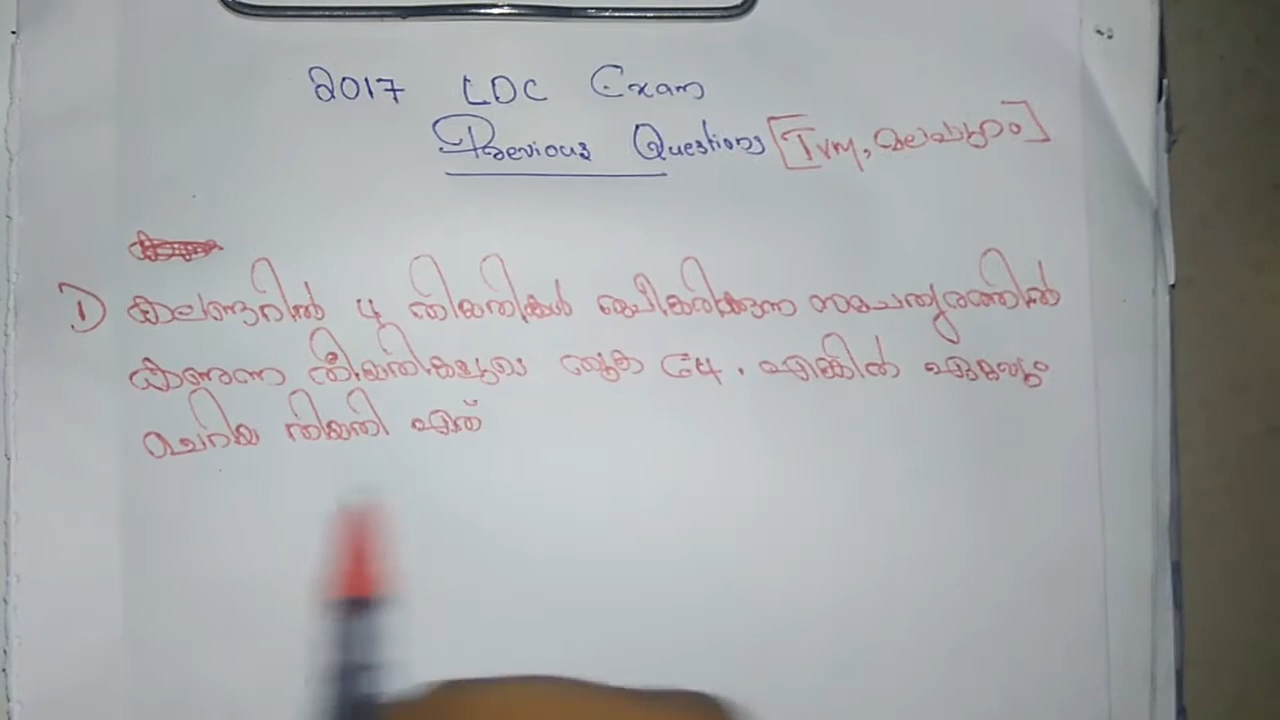 2017 LDC Exam
Previous Questions [Tvm, മലപ്പുറം]
1) കലണ്ടറിൽ 4 തിയതികൾ രൂപീകരിക്കുന്ന സമചതുരത്തിൽ
കാണുന്ന തീയതികളുടെ തുക 64. എങ്കിൽ ഏറ്റവും
ചെറിയ തിയതി ഏത്